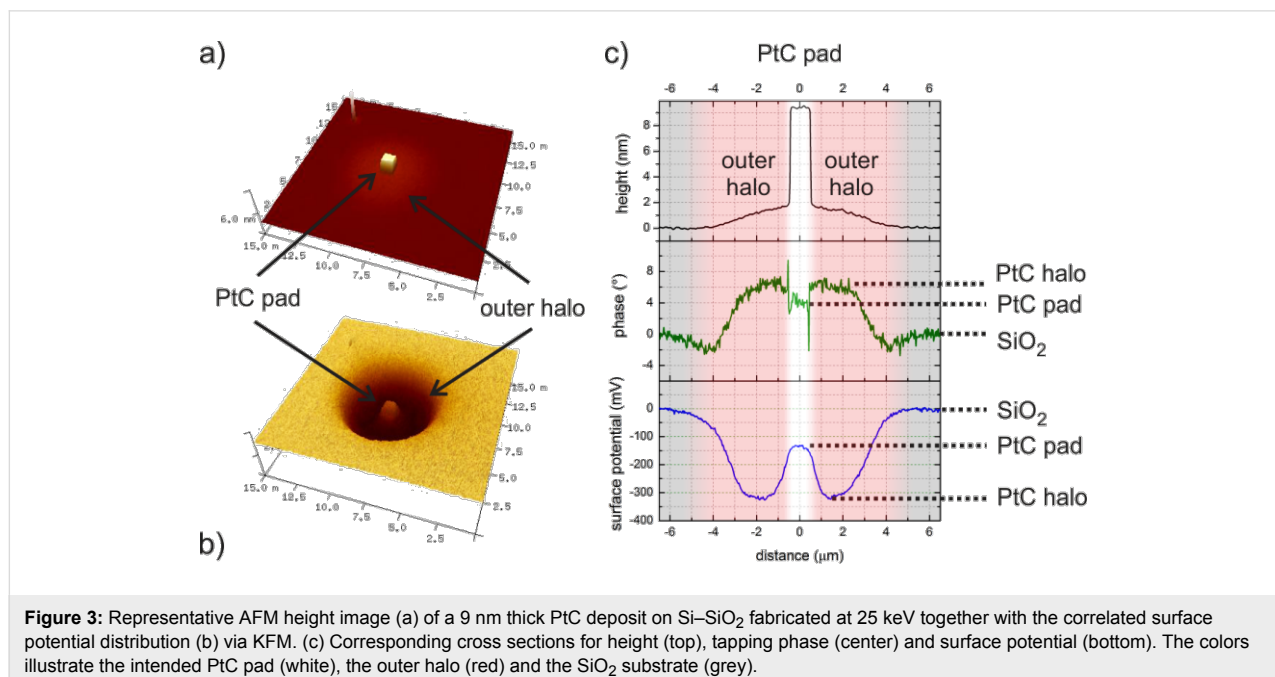 a)
15.0 m
12.5
10.0
7.5
5.0
2.5
6.0 nm
15.0 m
12.5
10.0
7.5
5.0
2.5
PtC pad
outer halo
15.0 m
12.5
10.0
7.5
5.0
2.5
15.0 m
12.5
10.0
7.5
5.0
2.5
b)
c)
PtC pad
-6 -4 -2 0 2 4 6
height (nm)
8
6
4
2
0
outer
halo
outer
halo
phase (°)
8
4
0
-4
PtC halo
PtC pad
SiO₂
surface potential (mV)
0
-100
-200
-300
-400
SiO₂
PtC pad
PtC halo
-6 -4 -2 0 2 4 6
distance (µm)
Figure 3: Representative AFM height image (a) of a 9 nm thick PtC deposit on Si–SiO₂ fabricated at 25 keV together with the correlated surface
potential distribution (b) via KFM. (c) Corresponding cross sections for height (top), tapping phase (center) and surface potential (bottom). The colors
illustrate the intended PtC pad (white), the outer halo (red) and the SiO₂ substrate (grey).